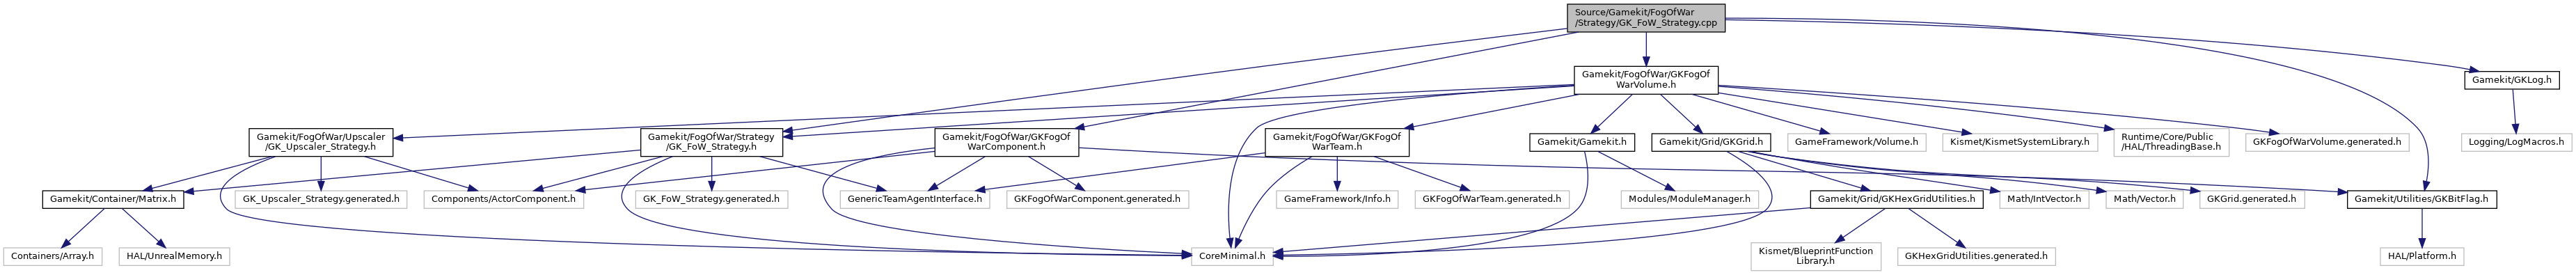 Source/Gamekit/FogOfWar
/Strategy/GK_FoW_Strategy.cpp
Gamekit/FogOfWar/GKFogOf
WarVolume.h
Gamekit/GKLog.h
Gamekit/FogOfWar/Upscaler
/GK_Upscaler_Strategy.h
Gamekit/FogOfWar/Strategy
/GK_FoW_Strategy.h
Gamekit/FogOfWar/GKFogOf
WarComponent.h
Gamekit/FogOfWar/GKFogOf
WarTeam.h
Gamekit/Gamekit.h
Gamekit/Grid/GKGrid.h
GameFramework/Volume.h
Kismet/KismetSystemLibrary.h
Runtime/Core/Public
/HAL/ThreadingBase.h
GKFogOfWarVolume.generated.h
Logging/LogMacros.h
Gamekit/Container/Matrix.h
GK_Upscaler_Strategy.generated.h
Components/ActorComponent.h
GK_FoW_Strategy.generated.h
GenericTeamAgentInterface.h
GKFogOfWarComponent.generated.h
GameFramework/Info.h
GKFogOfWarTeam.generated.h
Modules/ModuleManager.h
Gamekit/Grid/GKHexGridUtilities.h
Math/IntVector.h
Math/Vector.h
GKGrid.generated.h
Gamekit/Utilities/GKBitFlag.h
Containers/Array.h
HAL/UnrealMemory.h
CoreMinimal.h
Kismet/BlueprintFunction
Library.h
GKHexGridUtilities.generated.h
HAL/Platform.h